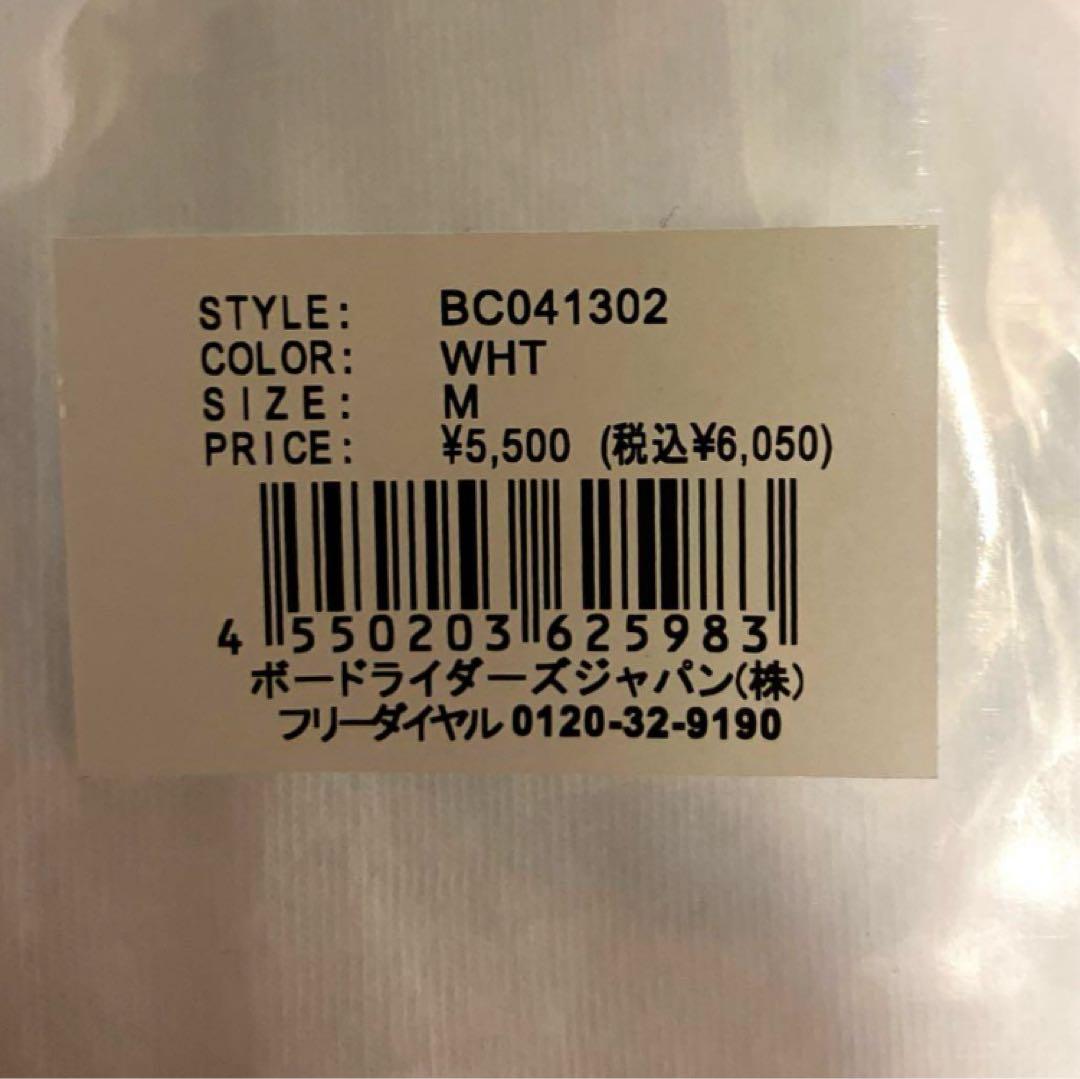 STYLE: BC041302
COLOR: WHT
SIZE: M
PRICE: ¥5,500 (税込¥6,050)
4 550203 625983
ボードライダーズジャパン(株)
フリーダイヤル 0120-32-9190